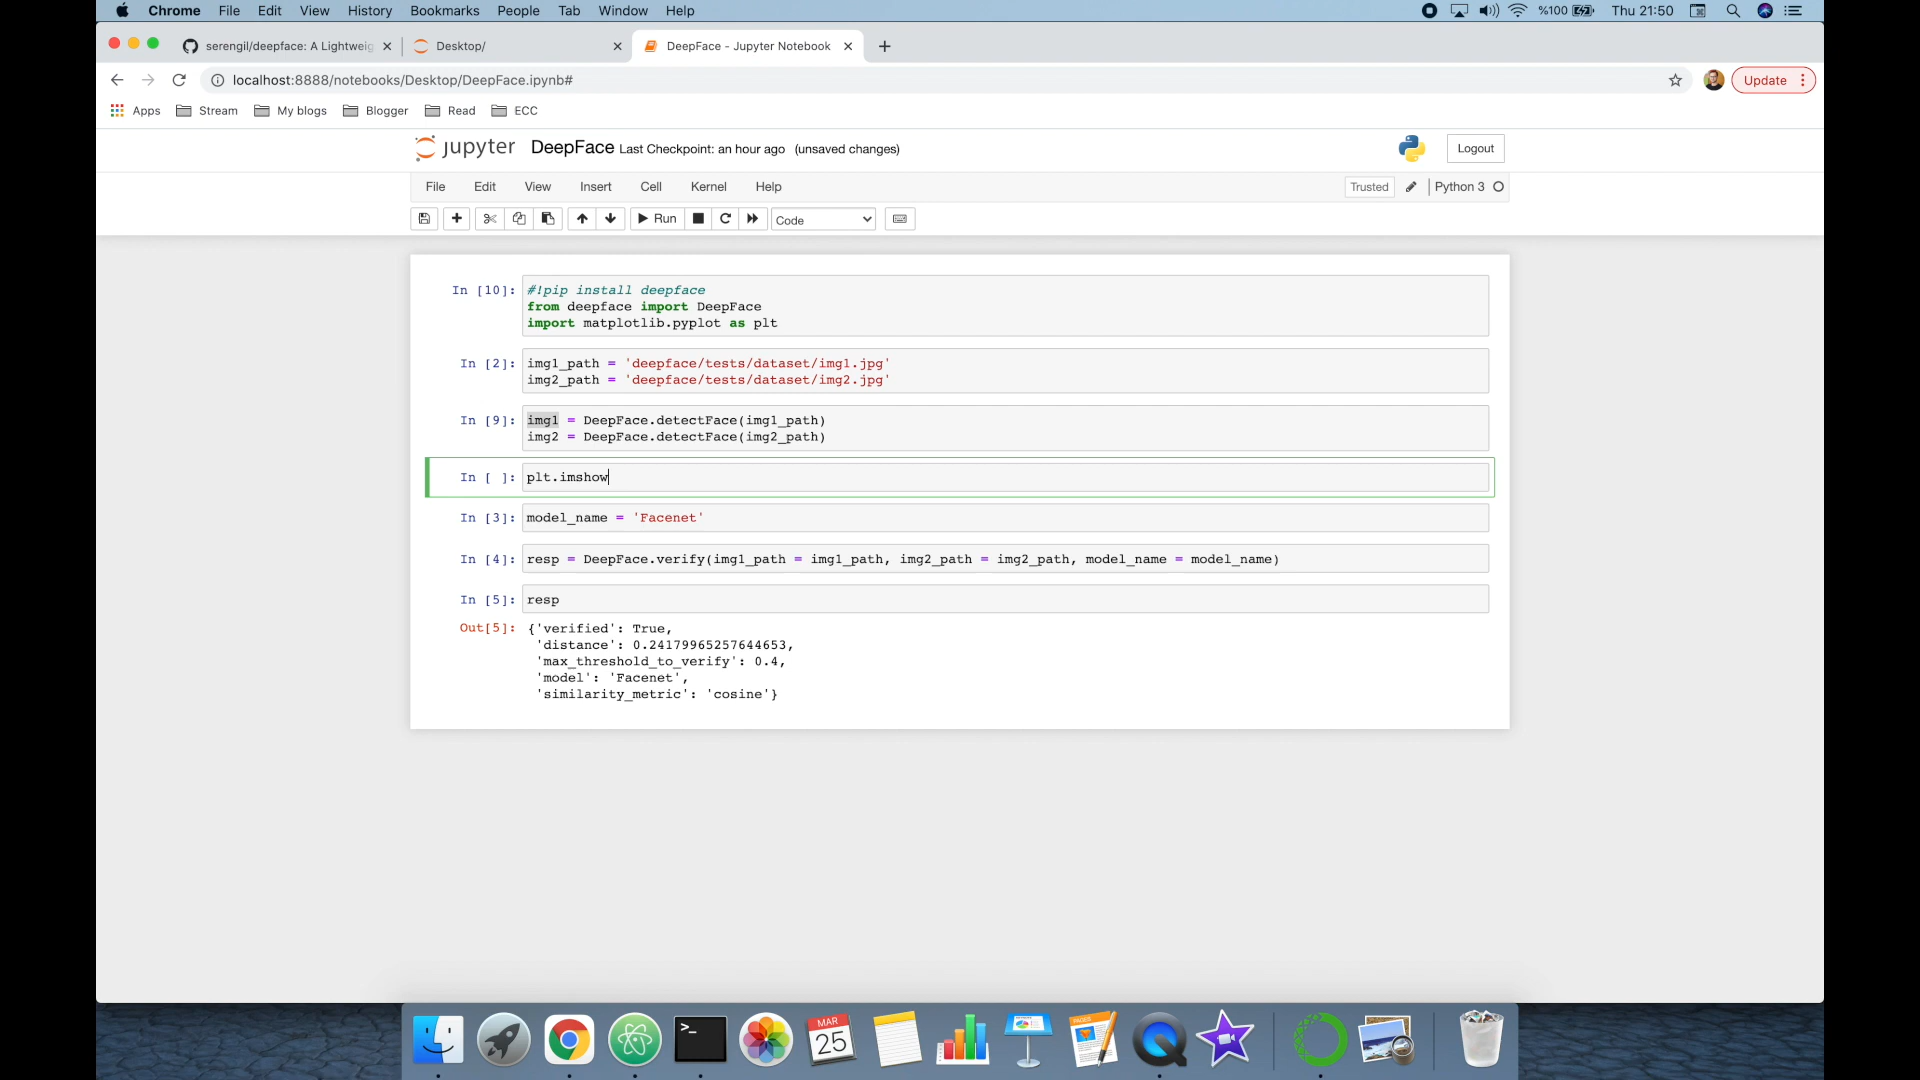 Chrome File Edit View History Bookmarks People Tab Window Help %100 Thu 21:50
serengil/deepface: A Lightweig Desktop/ DeepFace - Jupyter Notebook
localhost:8888/notebooks/Desktop/DeepFace.ipynb# Update
Apps Stream My blogs Blogger Read ECC
jupyter DeepFace Last Checkpoint: an hour ago (unsaved changes) Logout
File Edit View Insert Cell Kernel Help Trusted Python 3
Run Code
In [10]: #!pip install deepface
from deepface import DeepFace
import matplotlib.pyplot as plt
In [2]: img1_path = 'deepface/tests/dataset/img1.jpg'
img2_path = 'deepface/tests/dataset/img2.jpg'
In [9]: img1 = DeepFace.detectFace(img1_path)
img2 = DeepFace.detectFace(img2_path)
In [ ]: plt.imshow
In [3]: model_name = 'Facenet'
In [4]: resp = DeepFace.verify(img1_path = img1_path, img2_path = img2_path, model_name = model_name)
In [5]: resp
Out[5]: {'verified': True,
'distance': 0.24179965257644653,
'max_threshold_to_verify': 0.4,
'model': 'Facenet',
'similarity_metric': 'cosine'}
MAR
25
PAGES